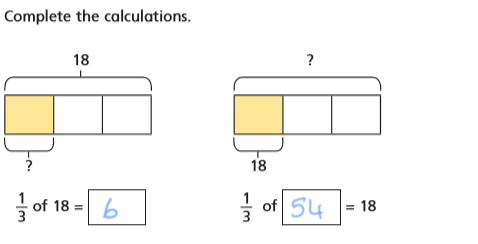 Complete the calculations.
18
?
?
18
1/3 of 18 = 6
1/3 of 54 = 18